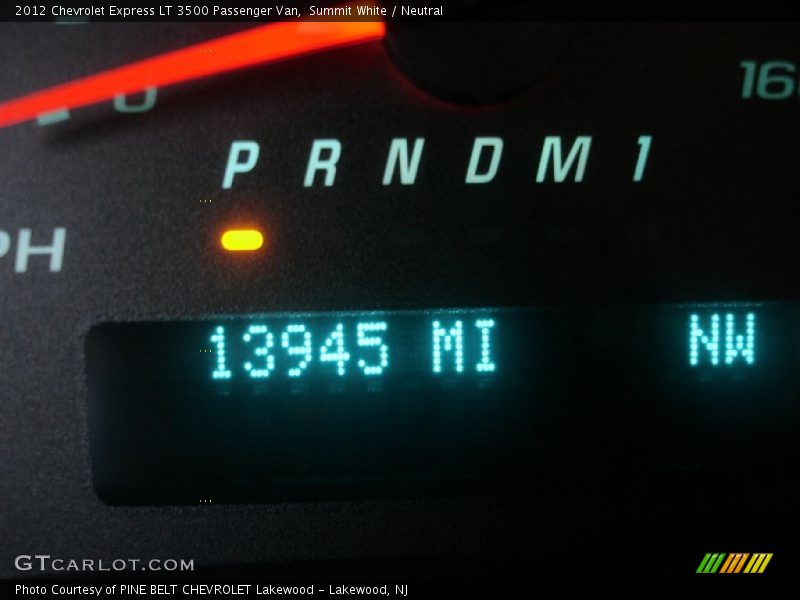 2012 Chevrolet Express LT 3500 Passenger Van, Summit White / Neutral
0 16
P R N D M 1
PH
13945 MI NW
GTCARLOT.COM
Photo Courtesy of PINE BELT CHEVROLET Lakewood - Lakewood, NJ